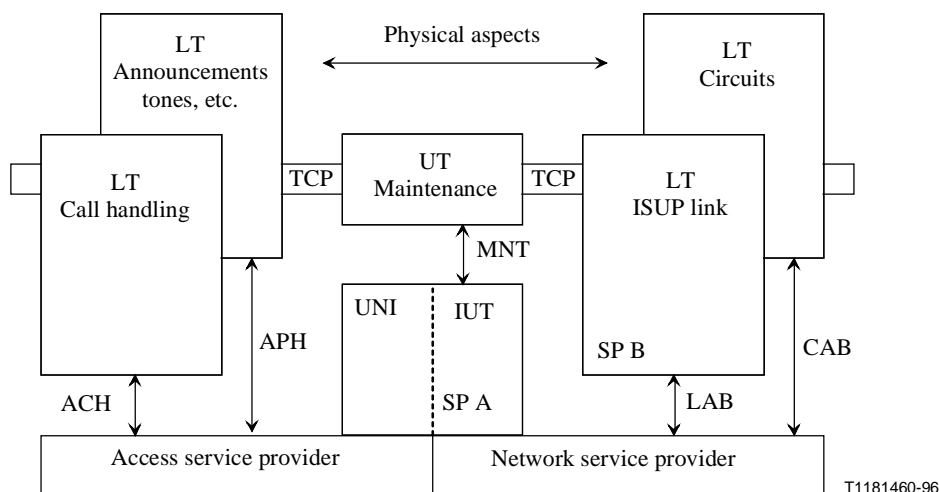 Physical aspects
LT
Announcements
tones, etc.
LT
Circuits
LT
Call handling
TCP
UT
Maintenance
TCP
LT
ISUP link
MNT
UNI
IUT
APH
SP B
CAB
ACH
SP A
LAB
Access service provider
Network service provider
T1181460-96